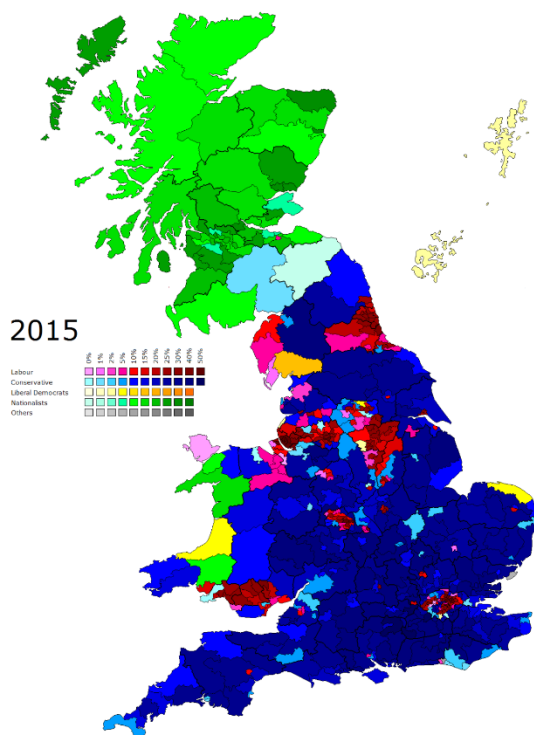 2015
0% 1% 2% 5% 10% 15% 20% 25% 30% 40% 50%
Labour
Conservative
Liberal Democrats
Nationalists
Others